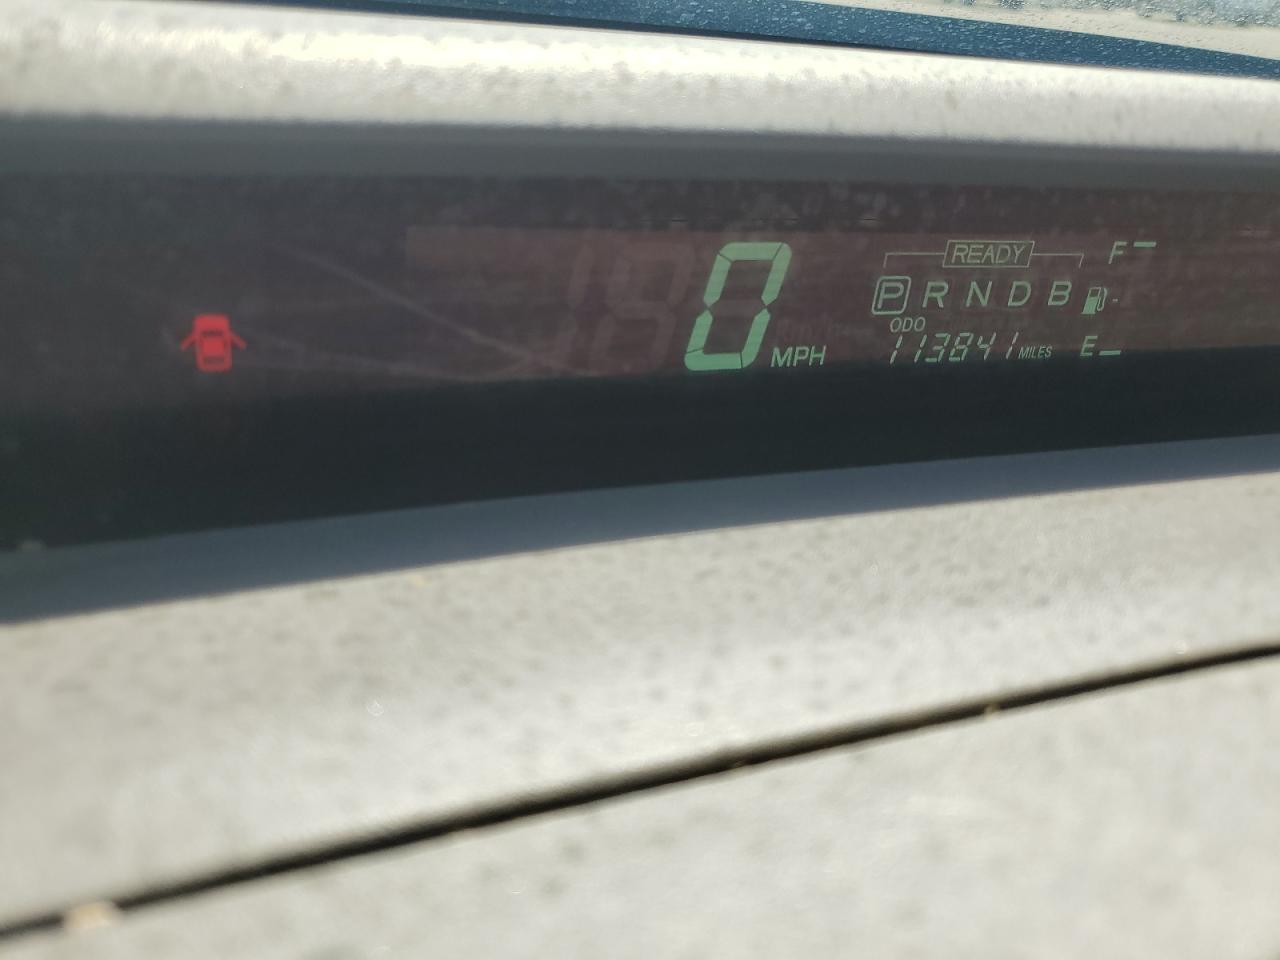 READY
F
P R N D B
0 MPH
ODO
113841 MILES
E